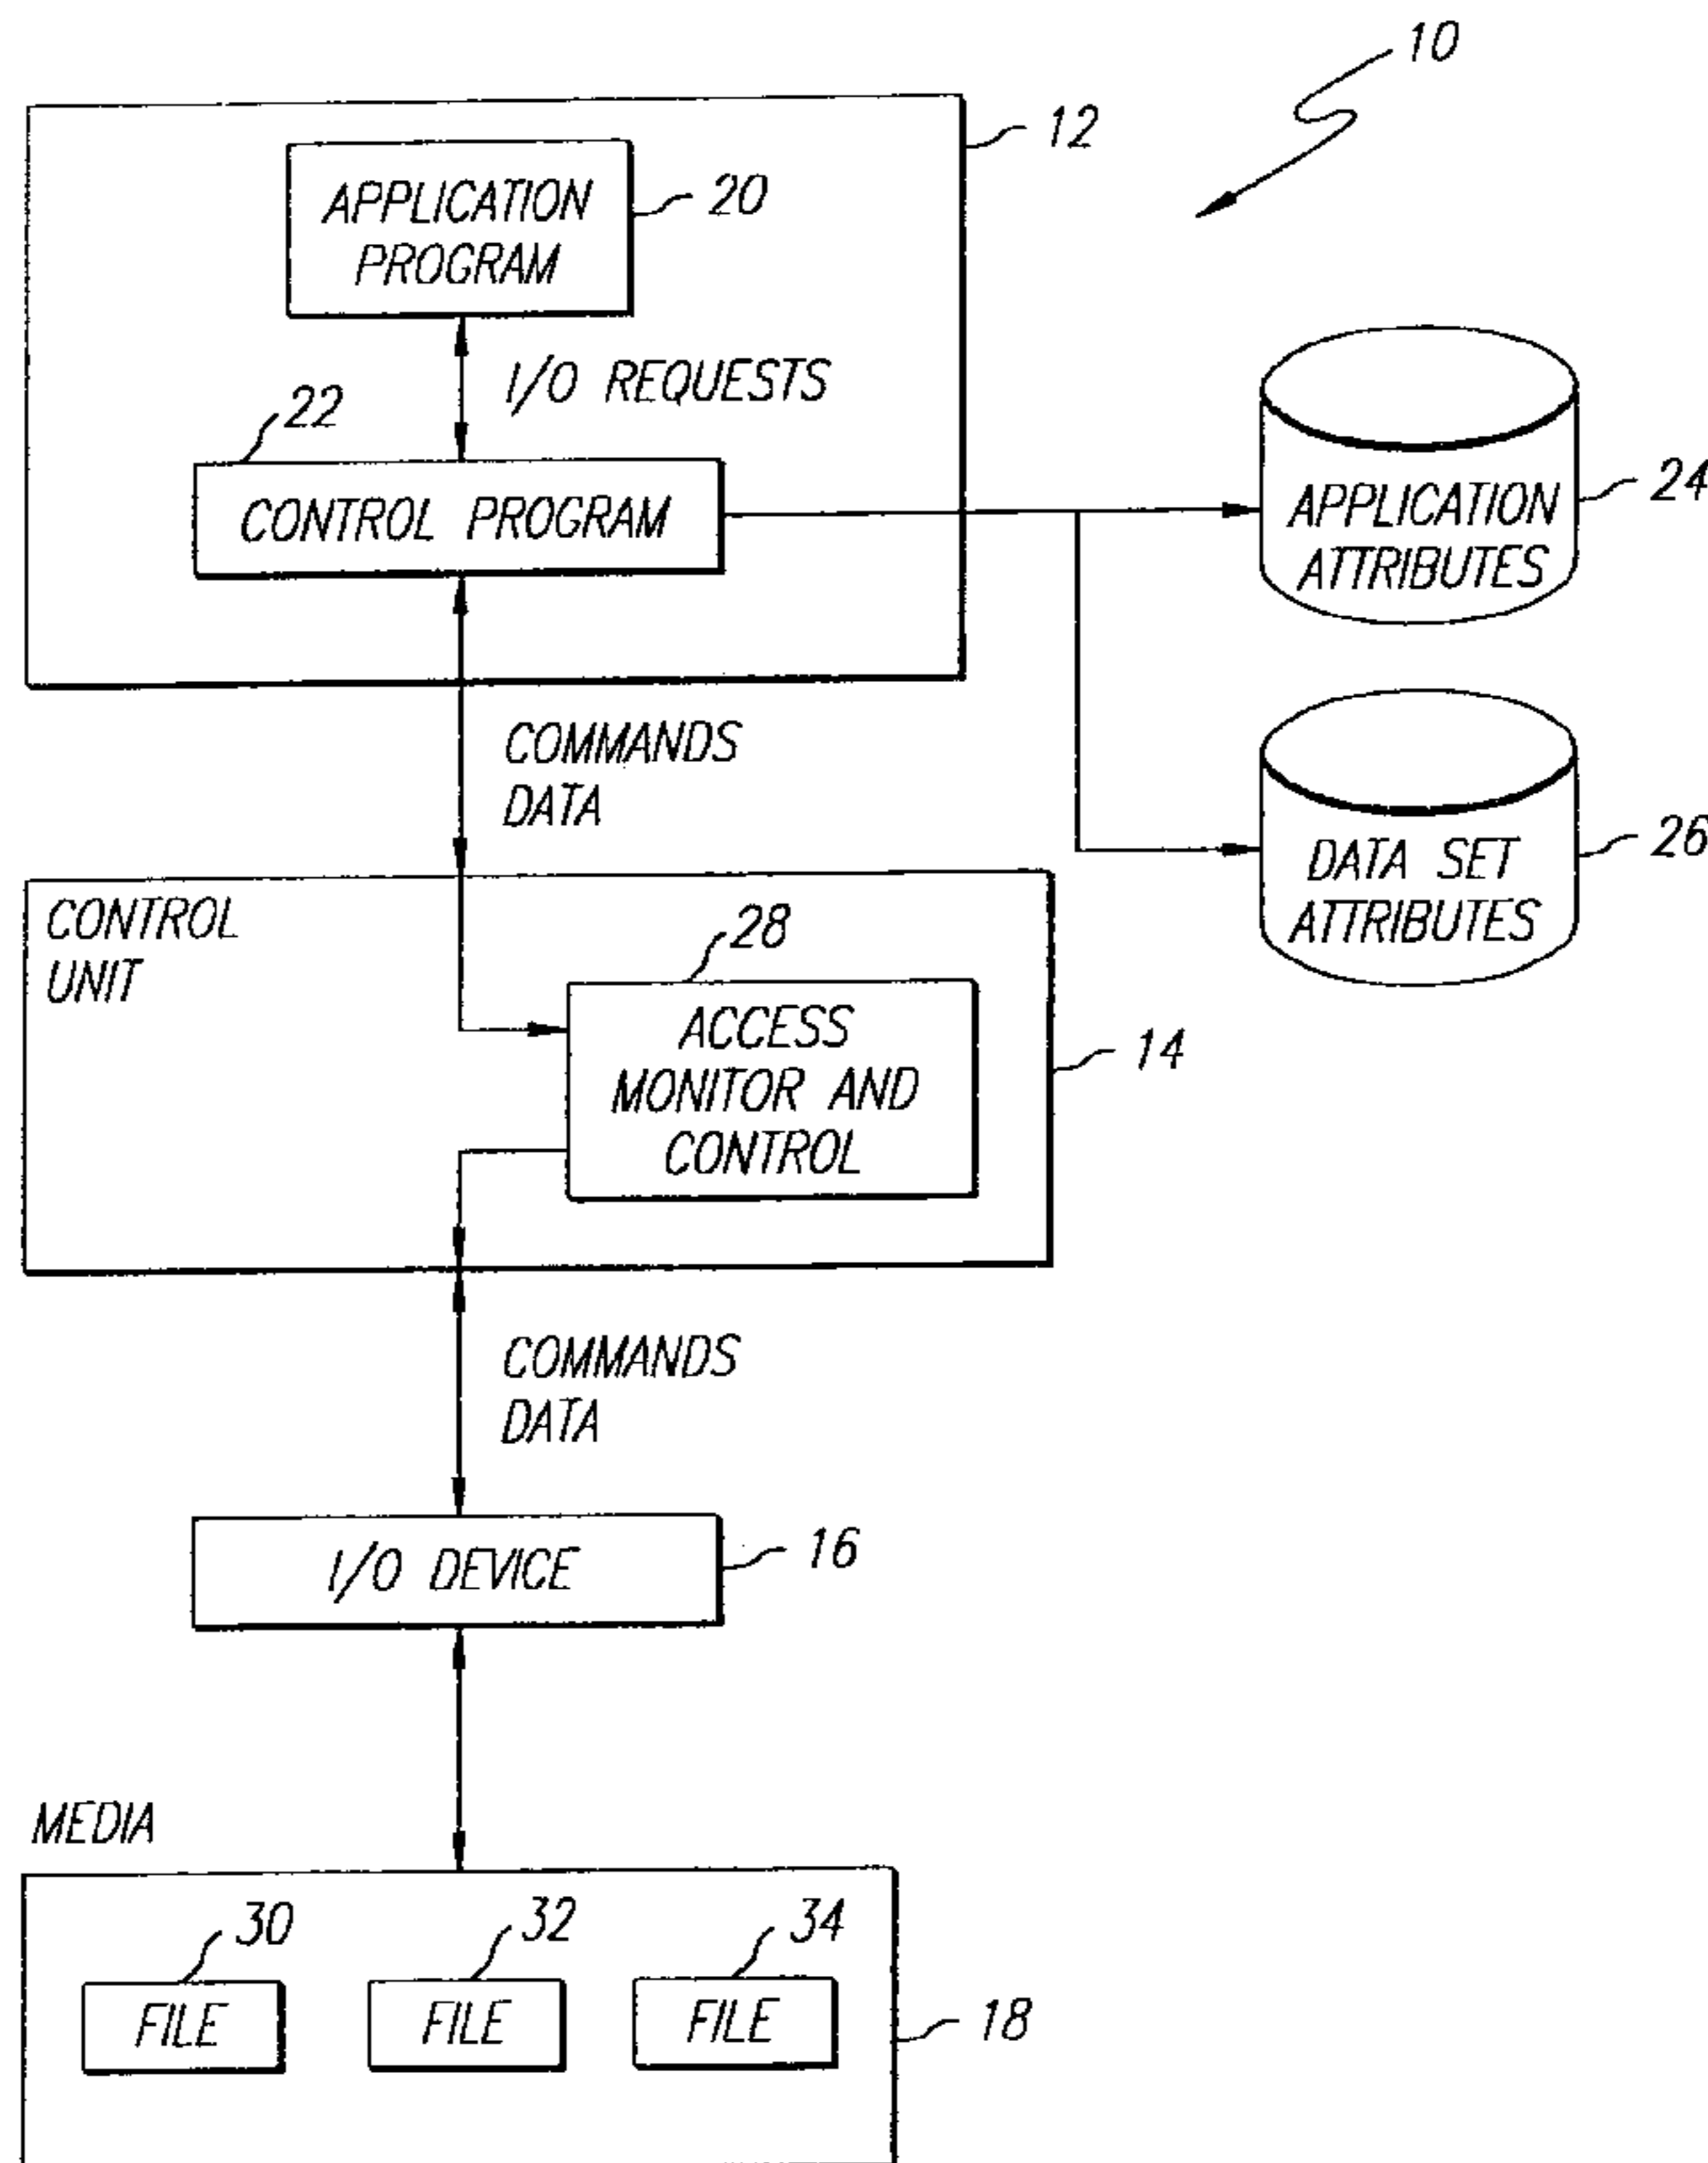 10
12
APPLICATION
PROGRAM
20
I/O REQUESTS
22
CONTROL PROGRAM
APPLICATION
ATTRIBUTES
24
COMMANDS
DATA
DATA SET
ATTRIBUTES
26
CONTROL
UNIT
28
ACCESS
MONITOR AND
CONTROL
14
COMMANDS
DATA
I/O DEVICE
16
MEDIA
30
32
34
FILE
FILE
FILE
18